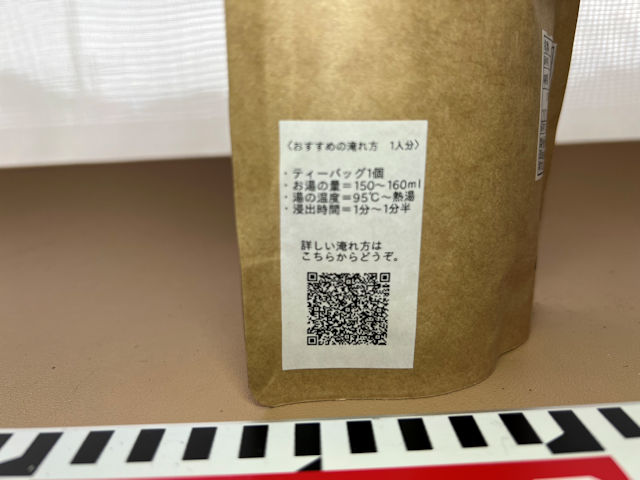 〈おすすめの淹れ方　1人分〉
・ティーバッグ1個
・お湯の量＝150〜160ml
・湯の温度＝95℃〜熱湯
・浸出時間＝1分〜1分半
詳しい淹れ方は
こちらからどうぞ。